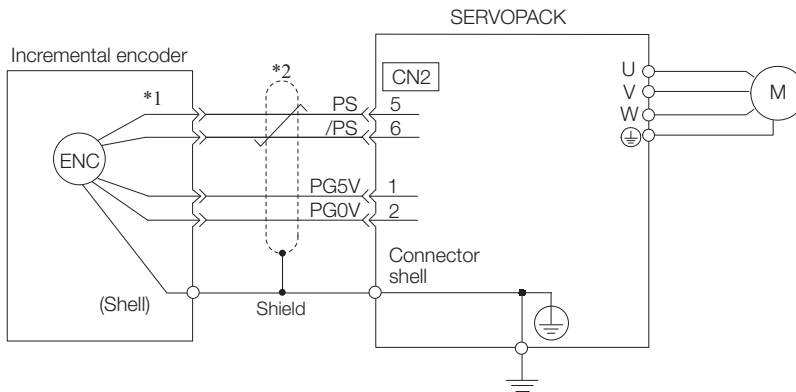 SERVOPACK
Incremental encoder
*1
*2
CN2
PS 5
/PS 6
PG5V 1
PG0V 2
ENC
U
V
W
M
Connector
shell
(Shell)
Shield